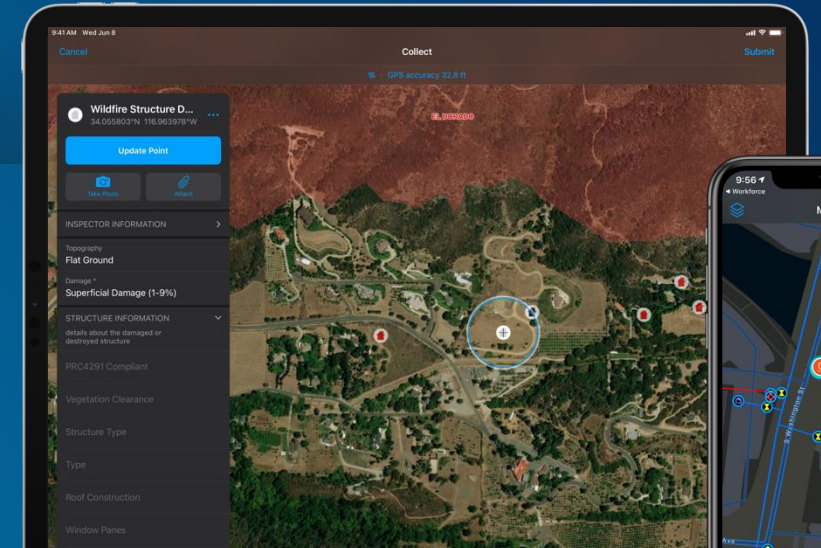 9:41 AM Wed Jun 8
Cancel
Collect
Submit
GPS accuracy 32.8 ft
Wildfire Structure D...
34.055803°N 116.963978°W
Update Point
Take Photo
Attach
INSPECTOR INFORMATION
Topography
Flat Ground
Damage *
Superficial Damage (1-9%)
STRUCTURE INFORMATION
details about the damaged or
destroyed structure
PRC4291 Compliant
Vegetation Clearance
Structure Type
Type
Roof Construction
Window Panes
EL DORADO
9:56
Workforce
M
S Washington St
Ave